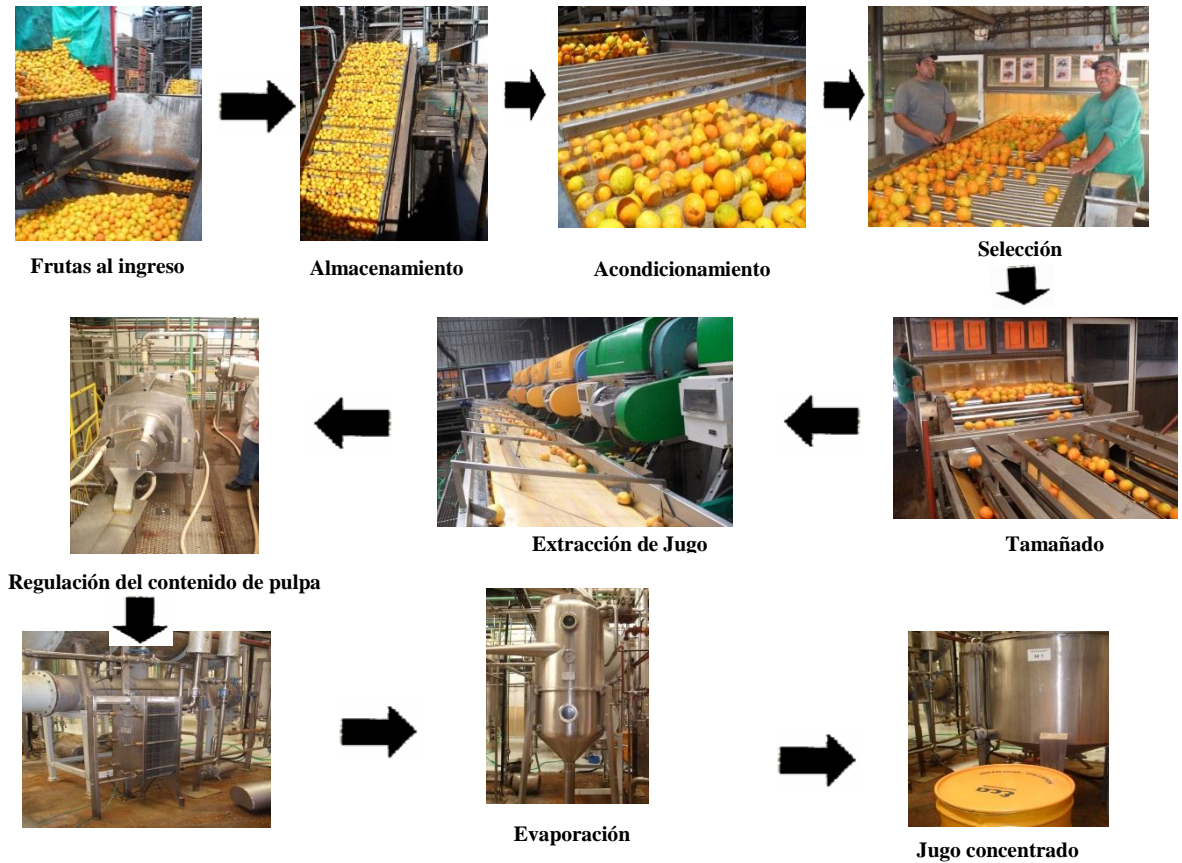 Frutas al ingreso
Almacenamiento
Acondicionamiento
Selección
Tamañado
Extracción de Jugo
Regulación del contenido de pulpa
Evaporación
Jugo concentrado